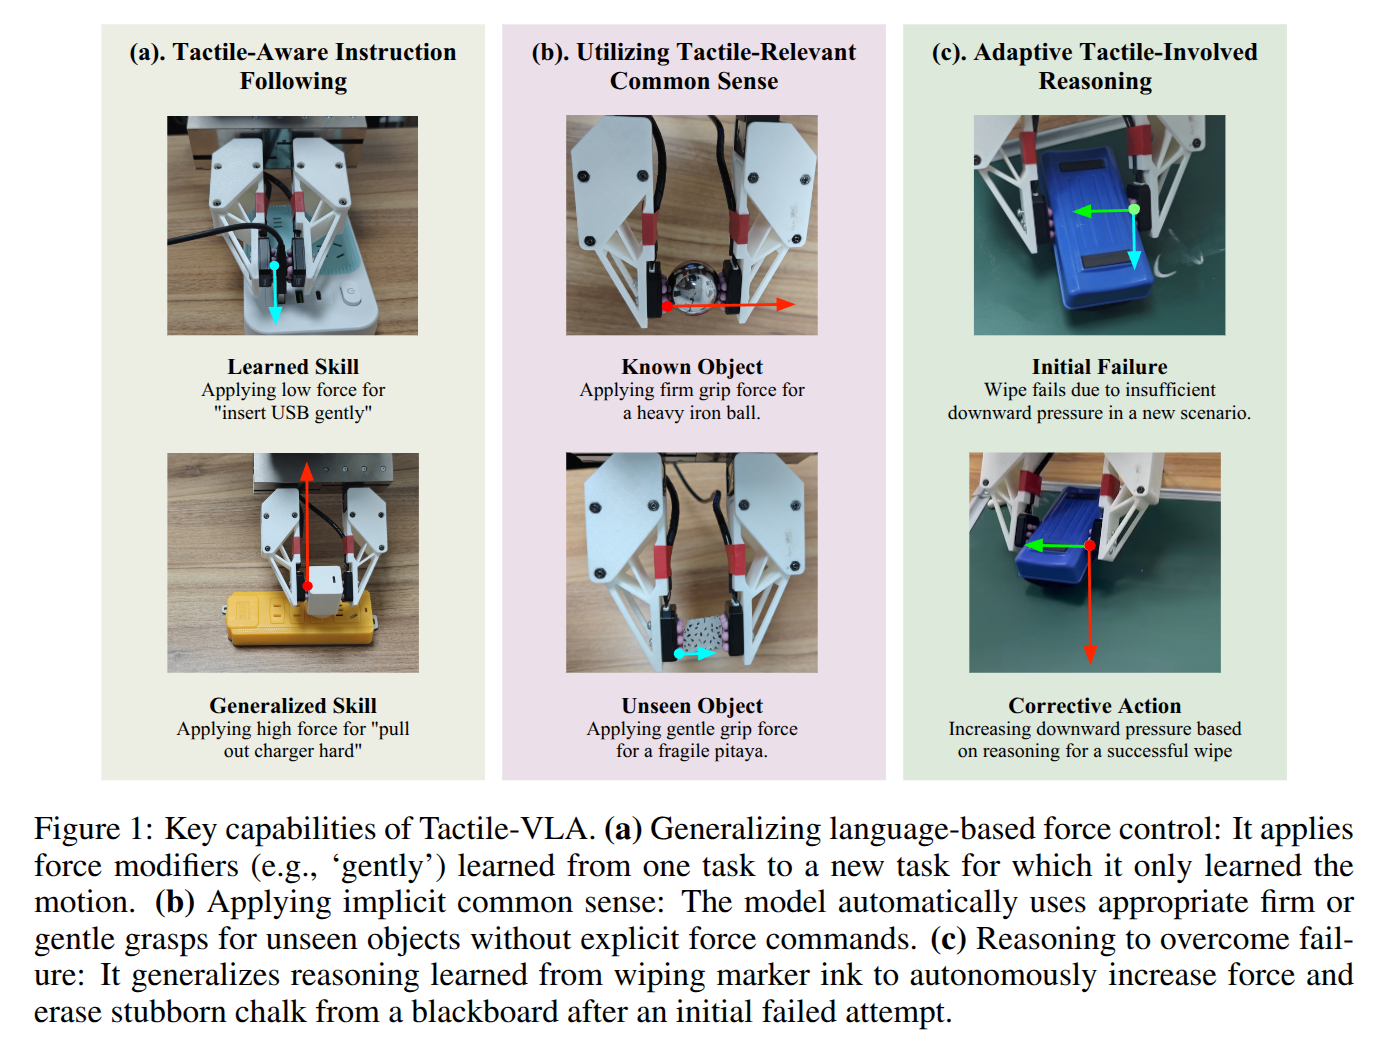 (a). Tactile-Aware Instruction
Following
Learned Skill
Applying low force for
"insert USB gently"
Generalized Skill
Applying high force for "pull
out charger hard"
(b). Utilizing Tactile-Relevant
Common Sense
Known Object
Applying firm grip force for
a heavy iron ball.
Unseen Object
Applying gentle grip force
for a fragile pitaya.
(c). Adaptive Tactile-Involved
Reasoning
Initial Failure
Wipe fails due to insufficient
downward pressure in a new scenario.
Corrective Action
Increasing downward pressure based
on reasoning for a successful wipe
Figure 1: Key capabilities of Tactile-VLA. (a) Generalizing language-based force control: It applies
force modifiers (e.g., ‘gently’) learned from one task to a new task for which it only learned the
motion. (b) Applying implicit common sense: The model automatically uses appropriate firm or
gentle grasps for unseen objects without explicit force commands. (c) Reasoning to overcome fail-
ure: It generalizes reasoning learned from wiping marker ink to autonomously increase force and
erase stubborn chalk from a blackboard after an initial failed attempt.